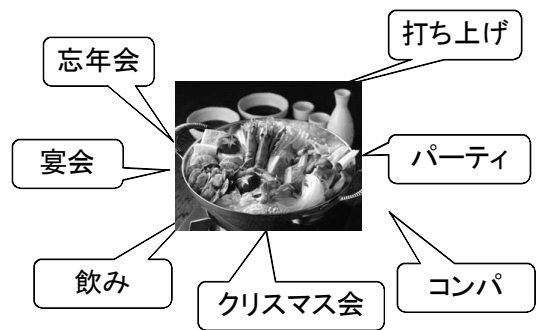 打ち上げ
忘年会
宴会
パーティ
飲み
コンパ
クリスマス会